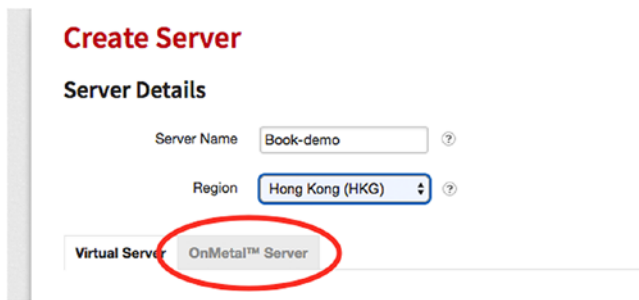 Create Server
Server Details
Server Name Book-demo ?
Region Hong Kong (HKG) ?
Virtual Server OnMetal™ Server